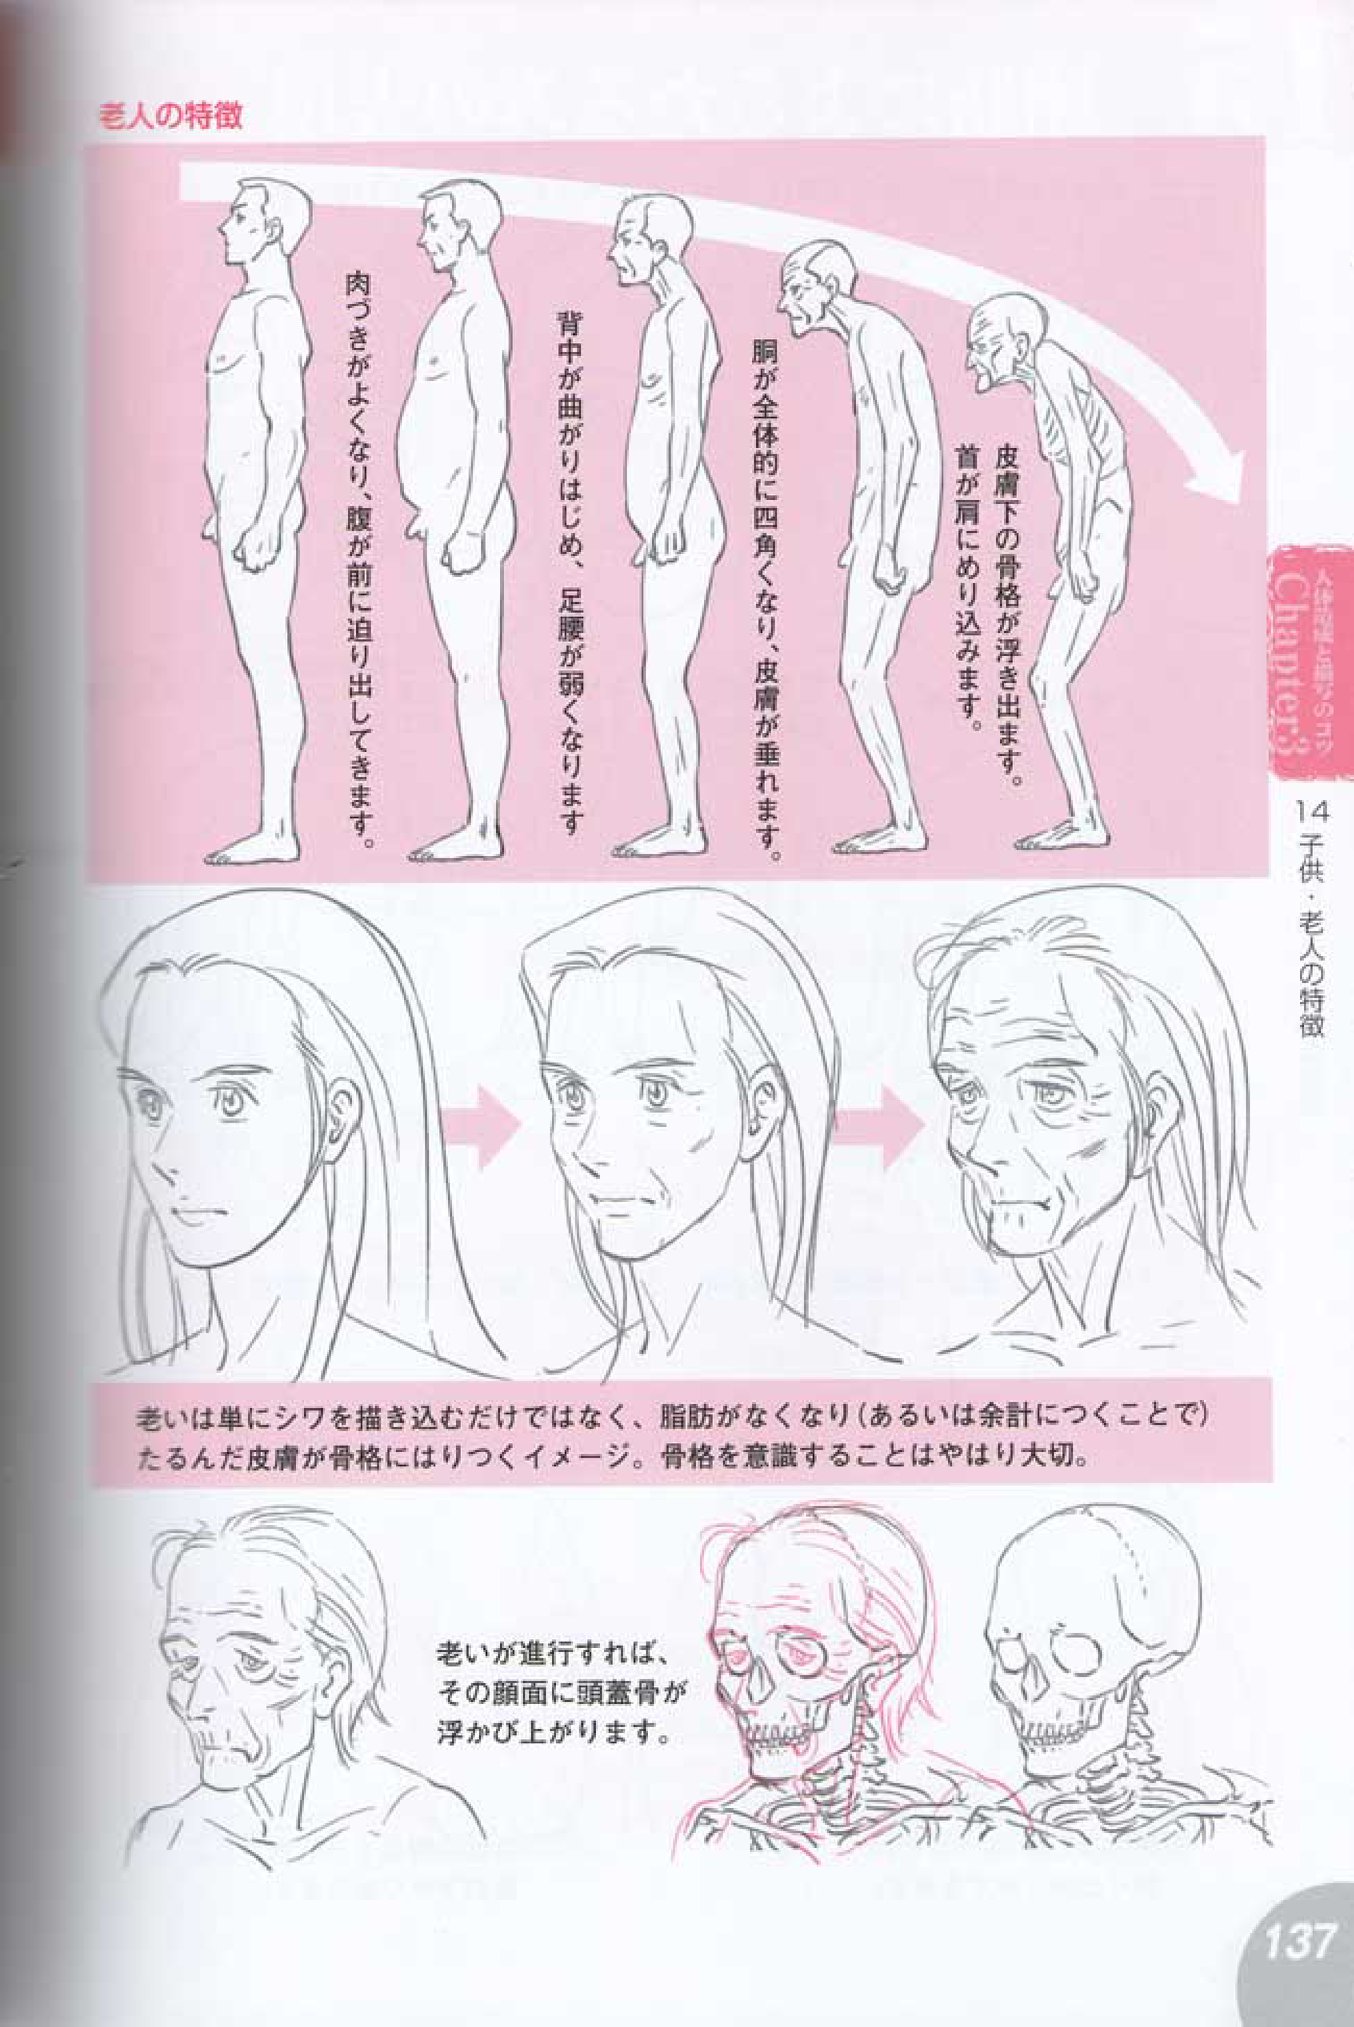 老人の特徴
肉づきがよくなり、腹が前に迫り出してきます。
背中が曲がりはじめ、足腰が弱くなります
胴が全体的に四角くなり、皮膚が垂れます。
皮膚下の骨格が浮き出ます。
首が肩にめり込みます。
Chapter3
14 子供・老人の特徴
老いは単にシワを描き込むだけではなく、脂肪がなくなり(あるいは余計につくことで)
たるんだ皮膚が骨格にはりつくイメージ。骨格を意識することはやはり大切。
老いが進行すれば、
その顔面に頭蓋骨が
浮かび上がります。
137